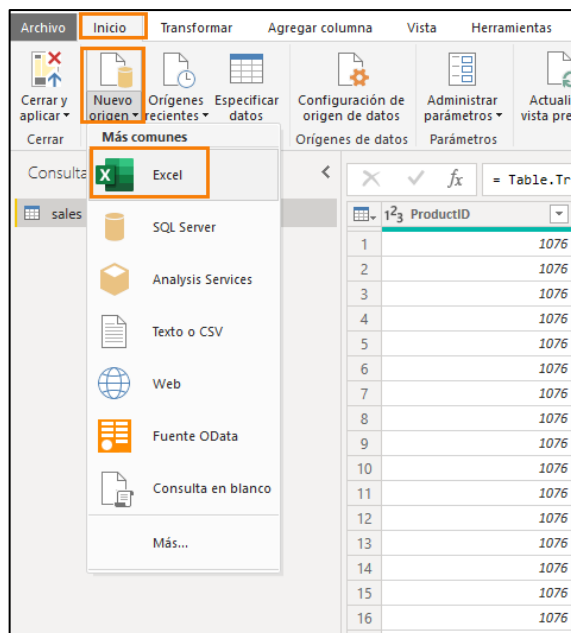 Archivo Inicio Transformar Agregar columna Vista Herramientas
Cerrar y aplicar Nuevo origen Orígenes recientes Especificar datos Configuración de origen de datos Administrar parámetros
Cerrar Más comunes Orígenes de datos Parámetros
Excel
= Table.Tr
sales
1²3 ProductID
SQL Server
Analysis Services
Texto o CSV
Web
Fuente OData
Consulta en blanco
Más...
1 1076
2 1076
3 1076
4 1076
5 1076
6 1076
7 1076
8 1076
9 1076
10 1076
11 1076
12 1076
13 1076
14 1076
15 1076
16 1076